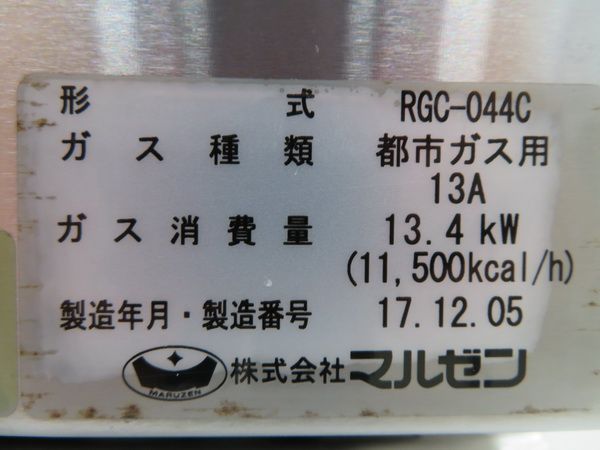 形式 RGC-044C
ガス種類 都市ガス用
13A
ガス消費量 13.4 kW
(11,500kcal/h)
製造年月・製造番号 17.12.05
MARUZEN 株式会社 マルゼン